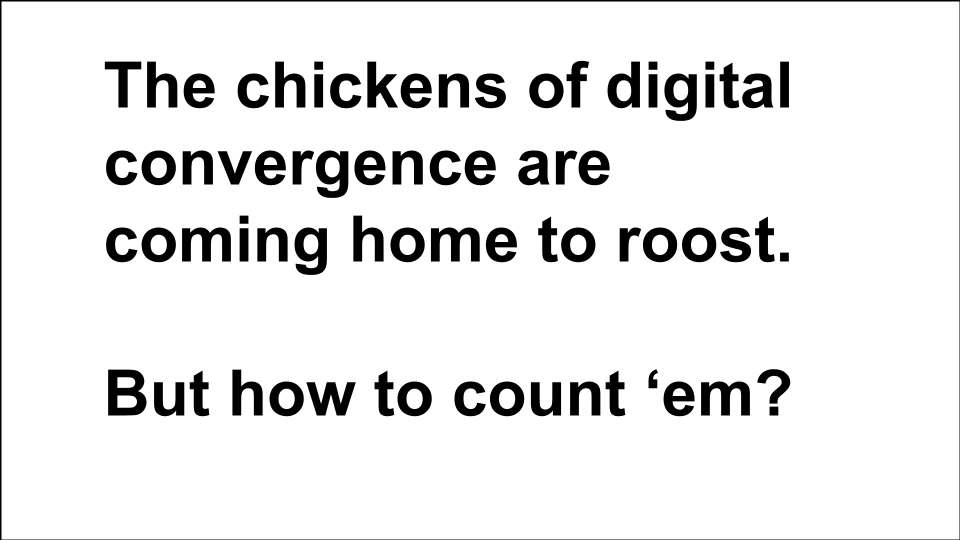 The chickens of digital
convergence are
coming home to roost.
But how to count ‘em?